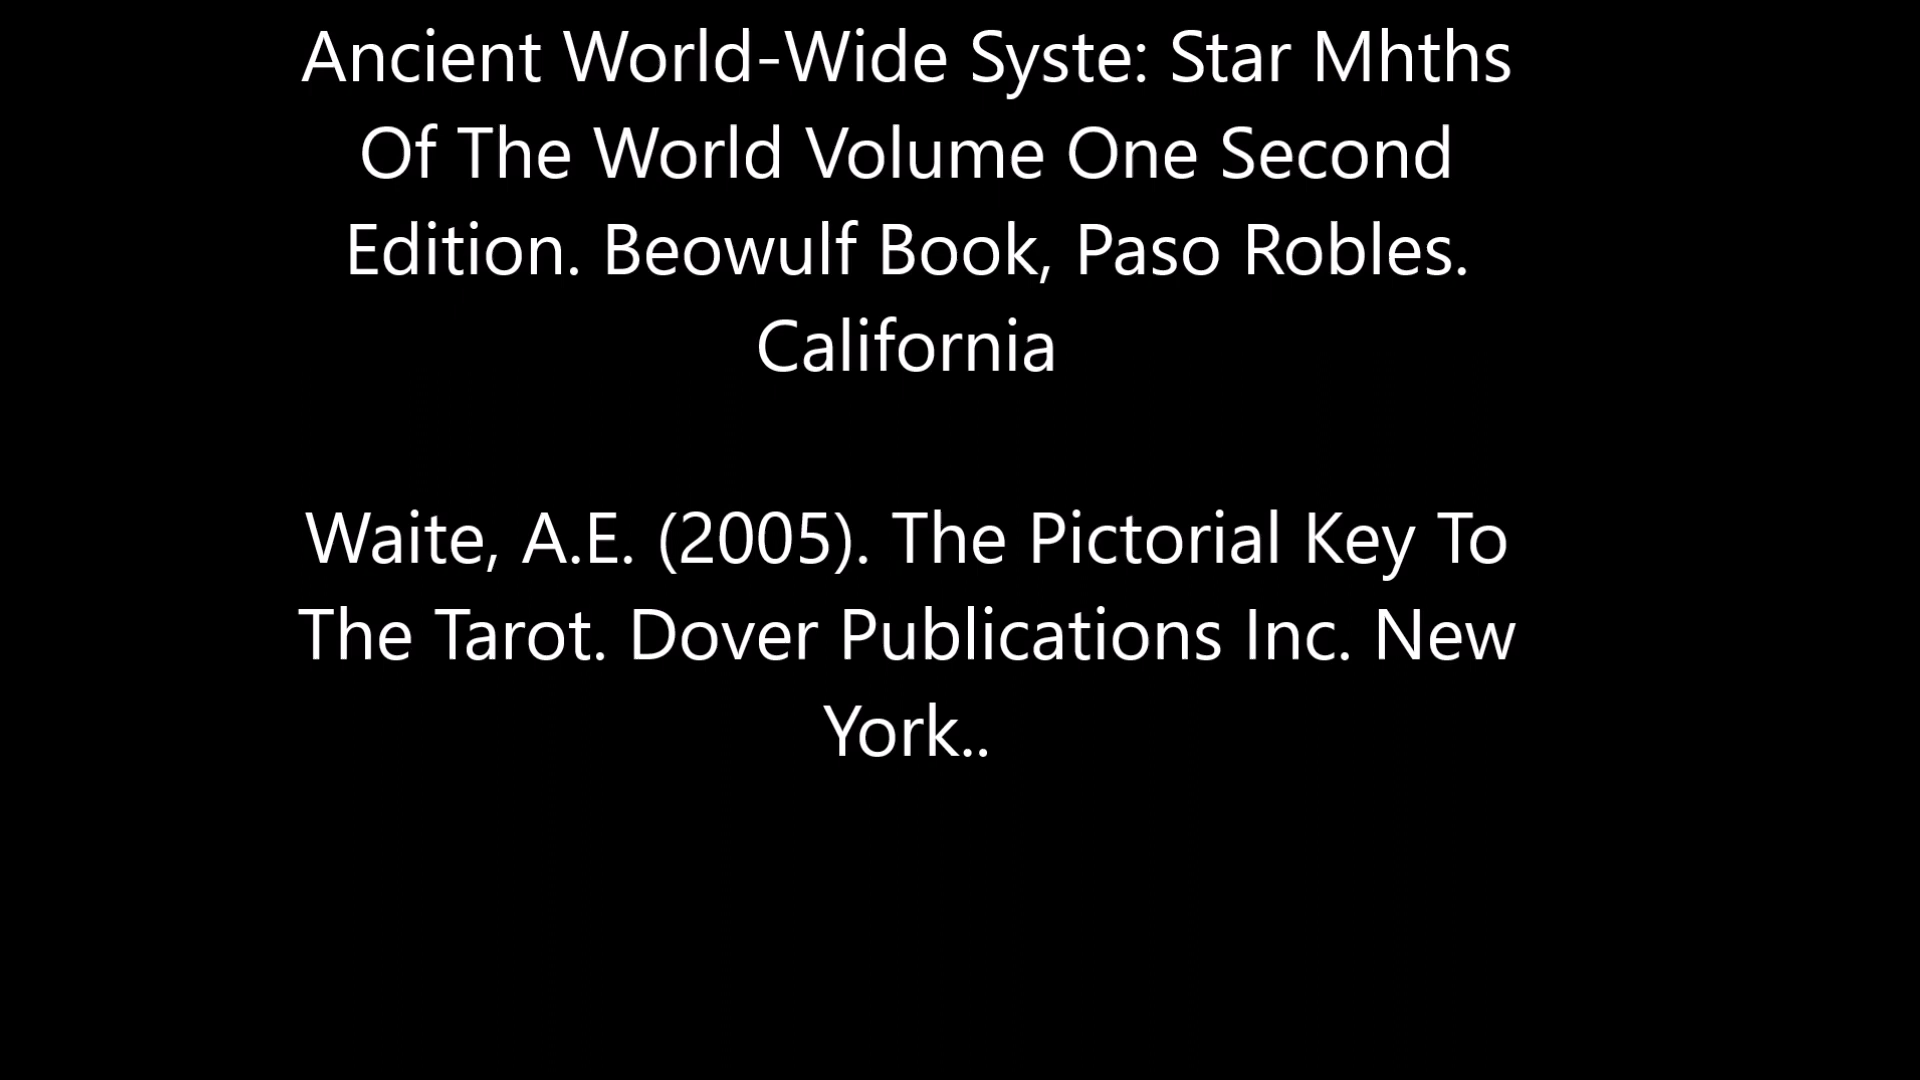 Ancient World-Wide Syste: Star Mhths
Of The World Volume One Second
Edition. Beowulf Book, Paso Robles.
California
Waite, A.E. (2005). The Pictorial Key To
The Tarot. Dover Publications Inc. New
York..